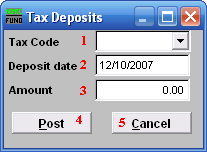 FUND Tax Deposits
Tax Code 1
Deposit date 2 12/10/2007
Amount 3 0.00
Post 4 5 Cancel